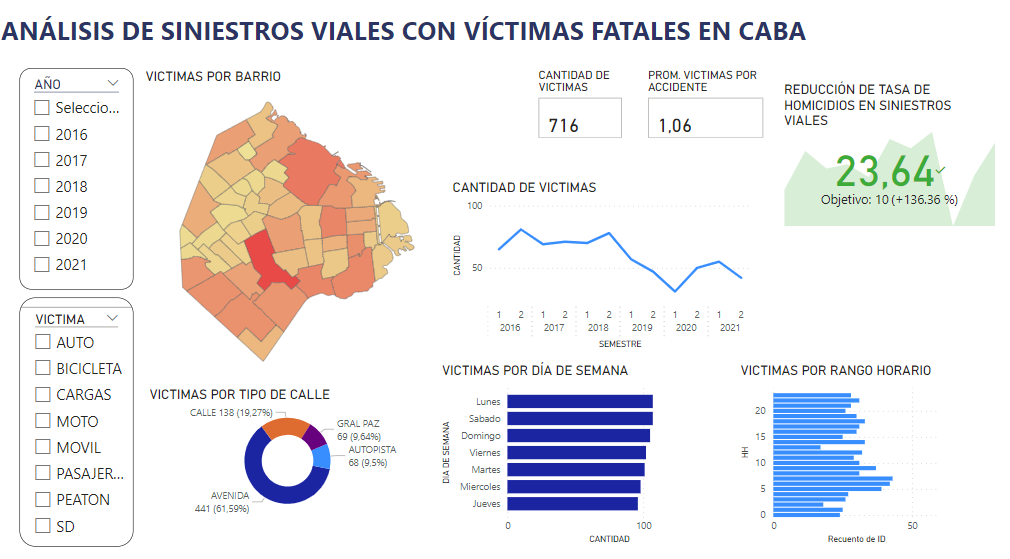 ANÁLISIS DE SINIESTROS VIALES CON VÍCTIMAS FATALES EN CABA
AÑO
Seleccio...
2016
2017
2018
2019
2020
2021
VICTIMA
AUTO
BICICLETA
CARGAS
MOTO
MOVIL
PASAJER...
PEATON
SD
VICTIMAS POR BARRIO
CANTIDAD DE
VICTIMAS
716
PROM. VICTIMAS POR
ACCIDENTE
1,06
REDUCCIÓN DE TASA DE
HOMICIDIOS EN SINIESTROS
VIALES
23,64
Objetivo: 10 (+136.36 %)
CANTIDAD DE VICTIMAS
CANTIDAD
100
50
1 2 1 2 1 2 1 2 1 2 1 2
2016 2017 2018 2019 2020 2021
SEMESTRE
VICTIMAS POR TIPO DE CALLE
CALLE 138 (19,27%)
GRAL PAZ
69 (9,64%)
AUTOPISTA
68 (9,5%)
AVENIDA
441 (61,59%)
VICTIMAS POR DÍA DE SEMANA
DIA DE SEMANA
Lunes
Sabado
Domingo
Viernes
Martes
Miercoles
Jueves
0 100
CANTIDAD
VICTIMAS POR RANGO HORARIO
HH
20
15
10
5
0
0 50
Recuento de ID